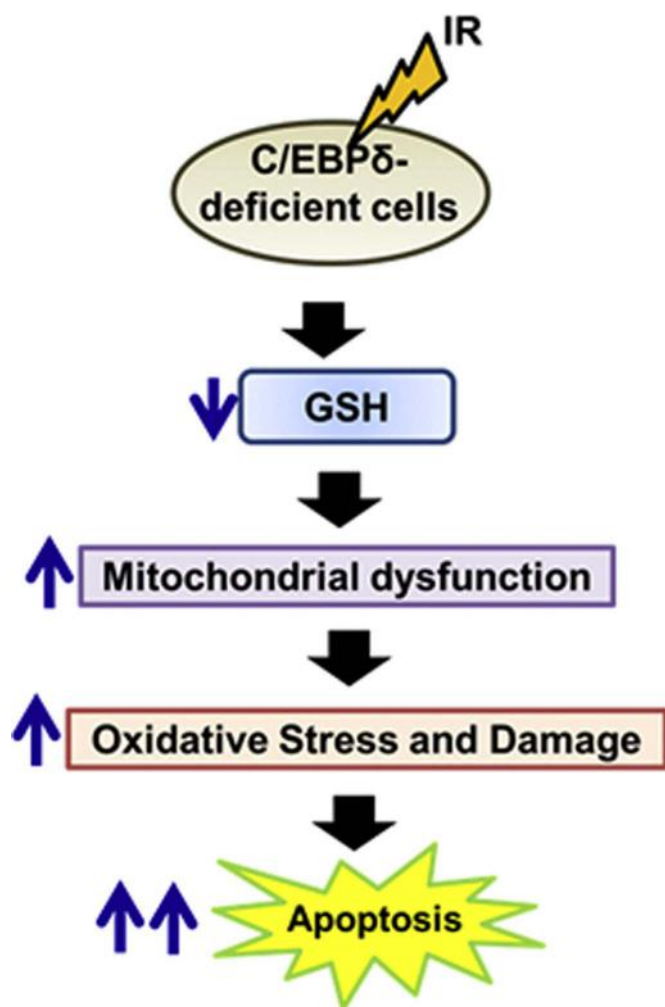 IR
C/EBPδ-
deficient cells
GSH
Mitochondrial dysfunction
Oxidative Stress and Damage
Apoptosis